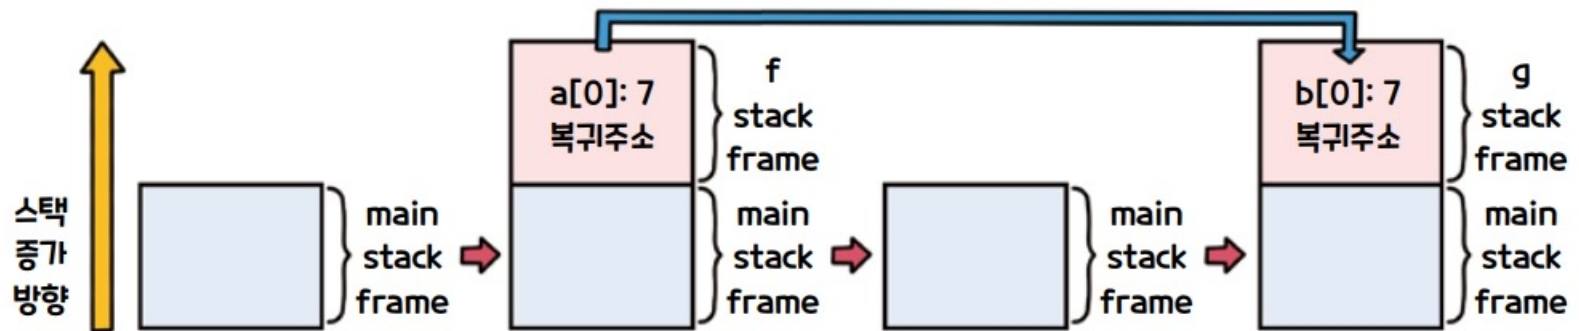 스택
증가
방향
main
stack
frame
a[0]: 7
복귀주소
f
stack
frame
main
stack
frame
main
stack
frame
b[0]: 7
복귀주소
g
stack
frame
main
stack
frame